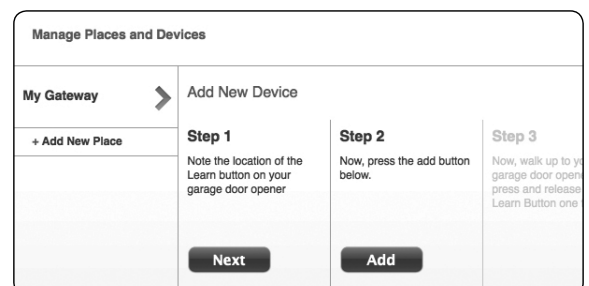 Manage Places and Devices
My Gateway
+ Add New Place
Add New Device
Step 1
Note the location of the
Learn button on your
garage door opener
Next
Step 2
Now, press the add button
below.
Add
Step 3
Now, walk up to
garage door
press and release
Learn Button one